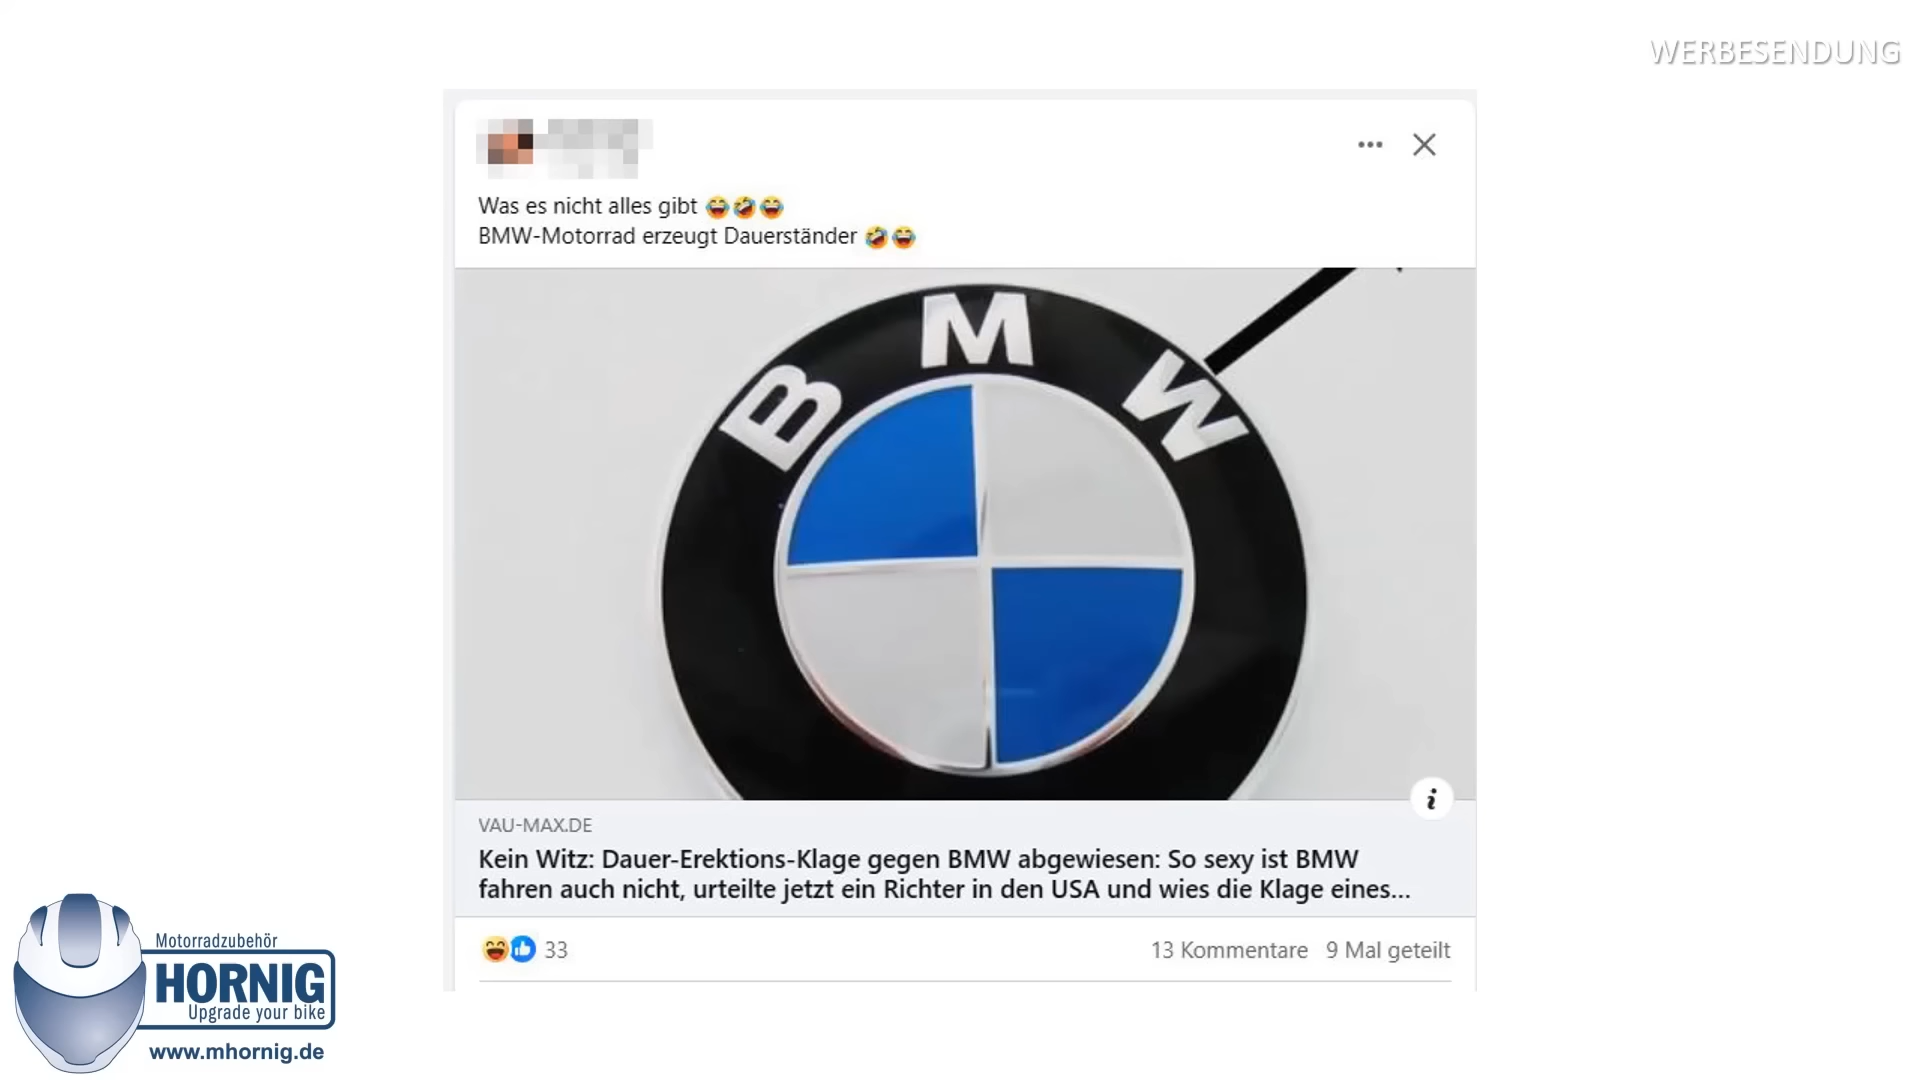 WERBESENDUNG
Was es nicht alles gibt 😂🤣😂
BMW-Motorrad erzeugt Dauerständer 🤣😂
BMW
VAU-MAX.DE
Kein Witz: Dauer-Erektions-Klage gegen BMW abgewiesen: So sexy ist BMW
fahren auch nicht, urteilte jetzt ein Richter in den USA und wies die Klage eines...
33
13 Kommentare 9 Mal geteilt
Motorradzubehör
HORNIG
Upgrade your bike
www.mhornig.de